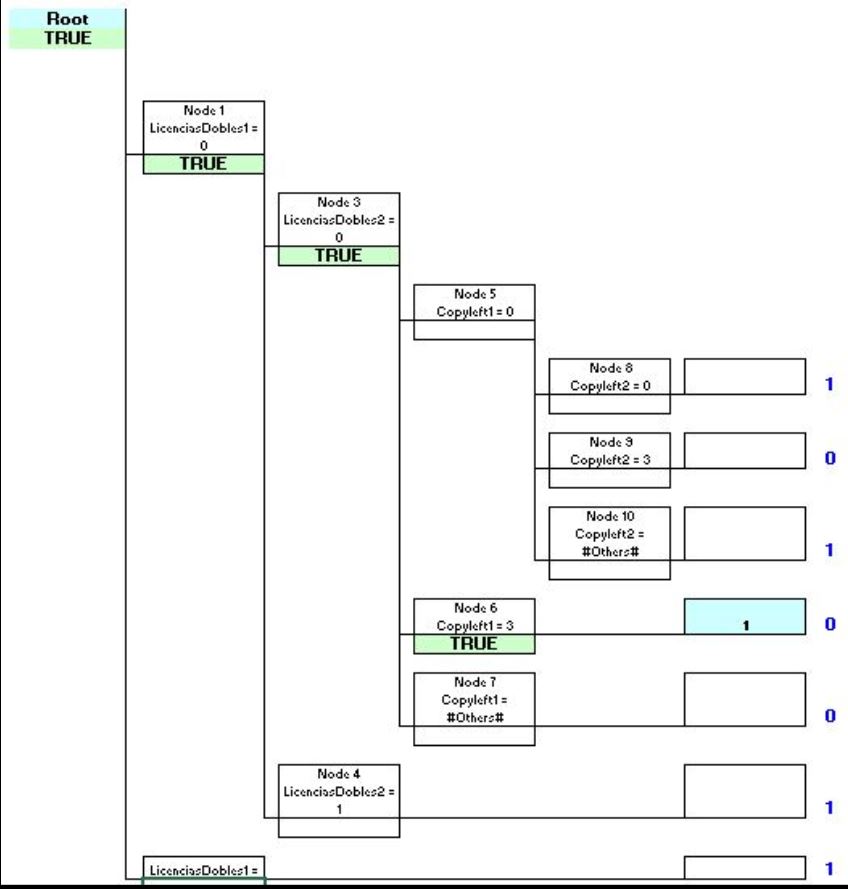 Root
TRUE
Node 1
LicenciasDobles1 =
0
TRUE
Node 3
LicenciasDobles2 =
0
TRUE
Node 5
Copyleft1 = 0
Node 8
Copyleft2 = 0
1
Node 9
Copyleft2 = 3
0
Node 10
Copyleft2 =
#Others#
1
Node 6
Copyleft1 = 3
TRUE
1
0
Node 7
Copyleft1 =
#Others#
0
Node 4
LicenciasDobles2 =
1
1
LicenciasDobles1 =
1